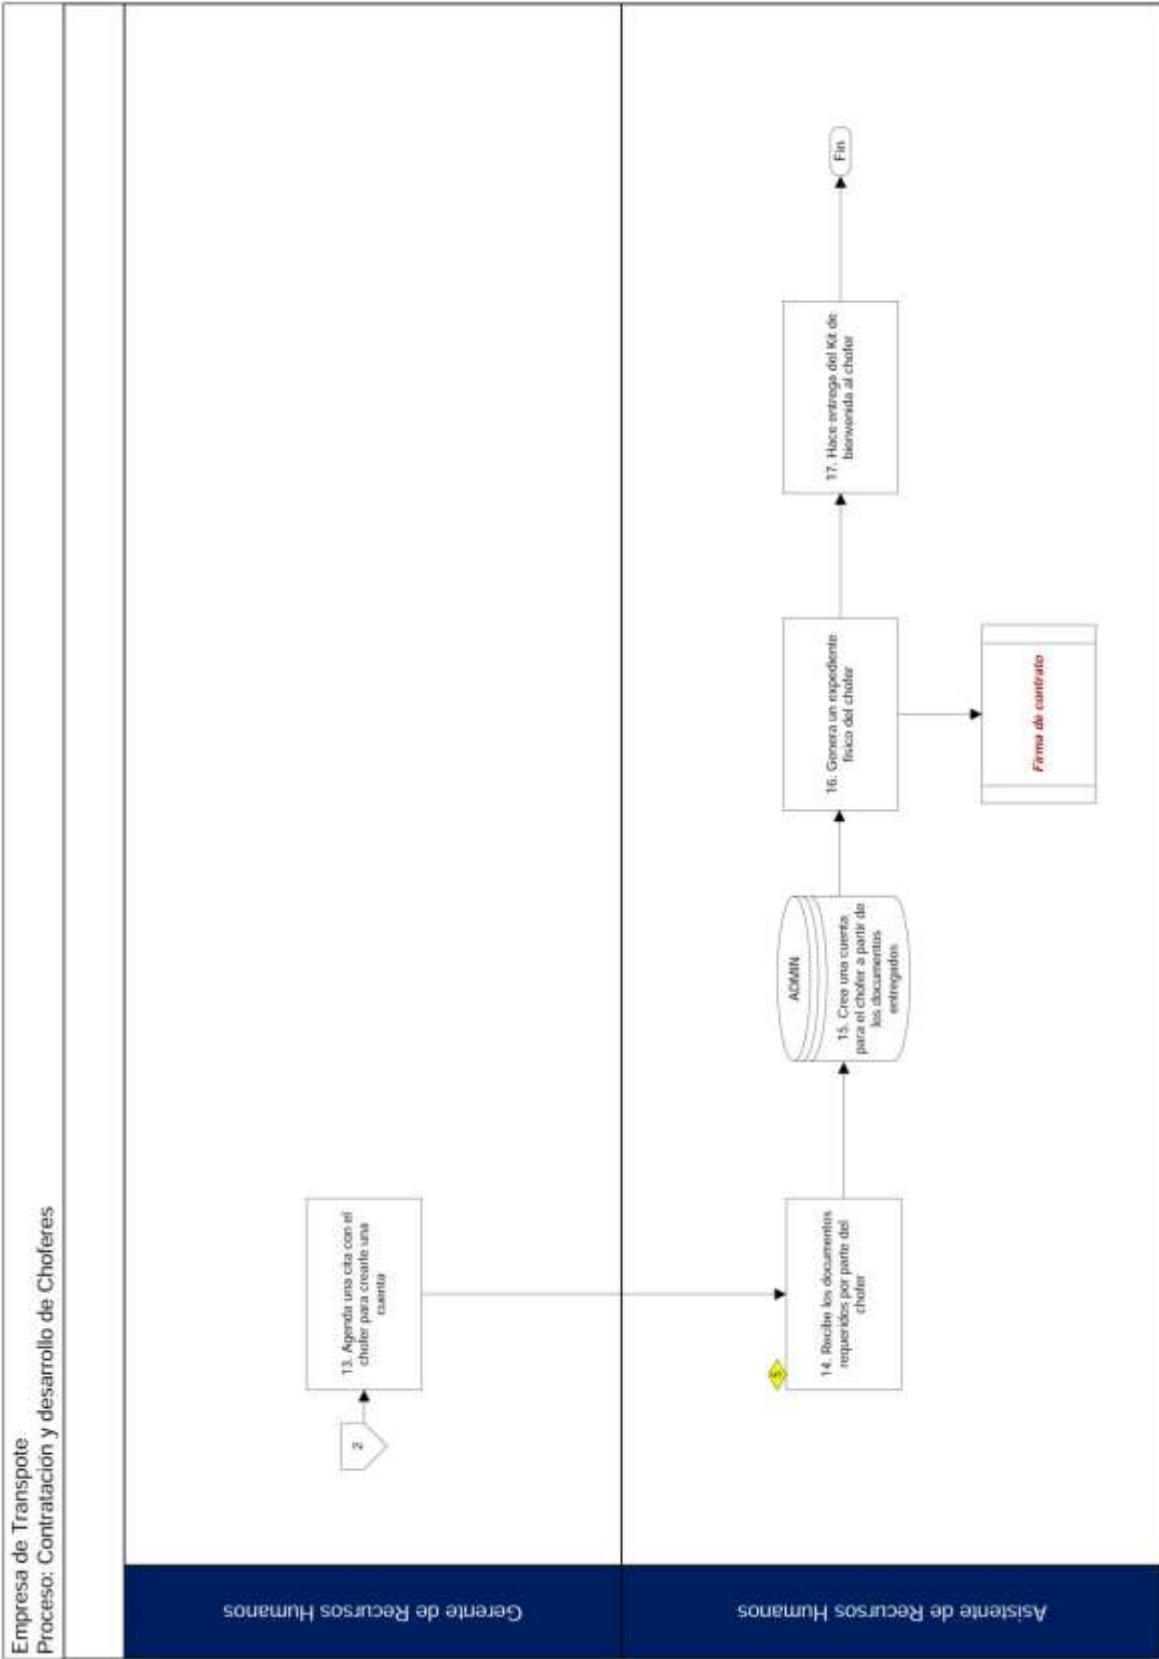 Empresa de Transpote
Proceso: Contratación y desarrollo de Choferes
Gerente de Recursos Humanos
2
13. Agenda una cita con el
chofer para crearle una
cuenta
Asistente de Recursos Humanos
5
14. Recibe los documentos
requeridos por parte del
chofer
ADMIN
15. Crea una cuenta
para el chofer a partir de
los documentos
entregados
16. Genera un expediente
físico del chofer
Firma de contrato
17. Hace entrega del Kit de
bienvenida al chofer
Fin